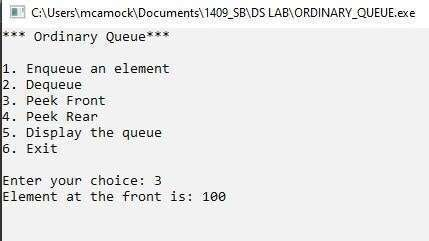 C:\Users\mcamock\Documents\1409_SB\DS LAB\ORDINARY_QUEUE.exe
*** Ordinary Queue***
1. Enqueue an element
2. Dequeue
3. Peek Front
4. Peek Rear
5. Display the queue
6. Exit
Enter your choice: 3
Element at the front is: 100